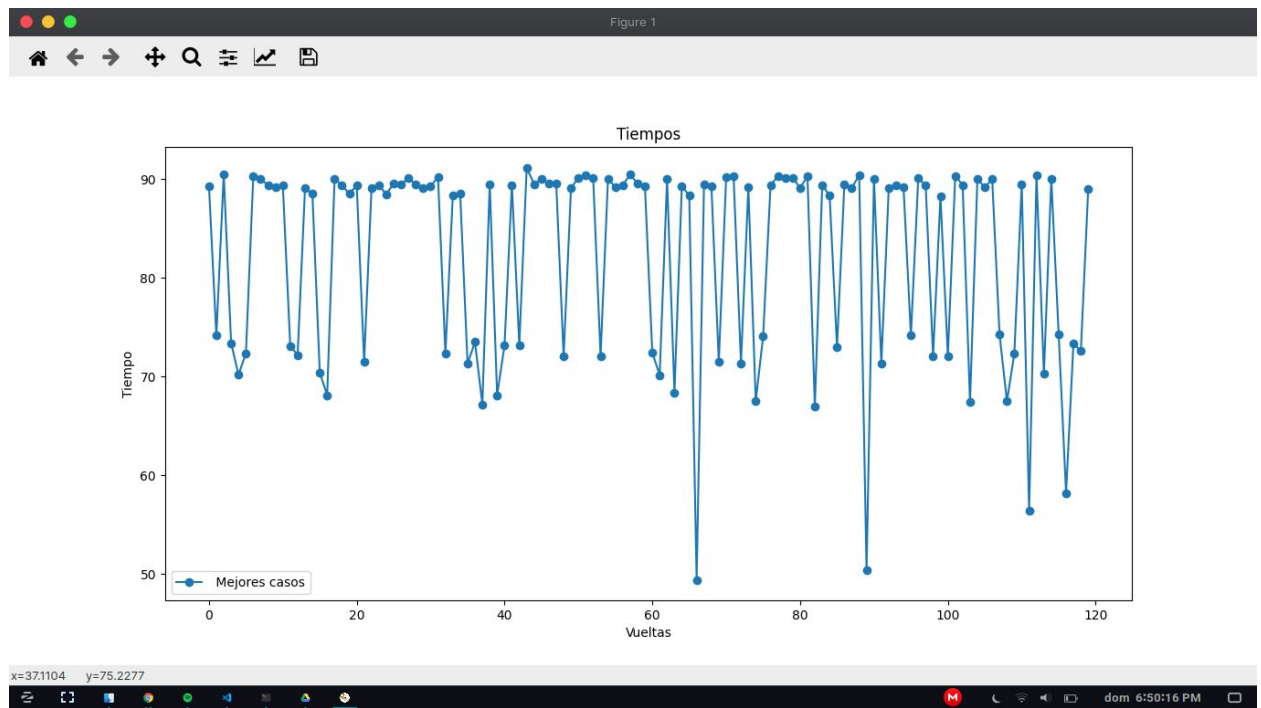 Figure 1
Tiempos
90
80
70
60
50
Tiempo
Mejores casos
0 20 40 60 80 100 120
Vueltas
x=37.1104 y=75.2277
M
dom 6:50:16 PM